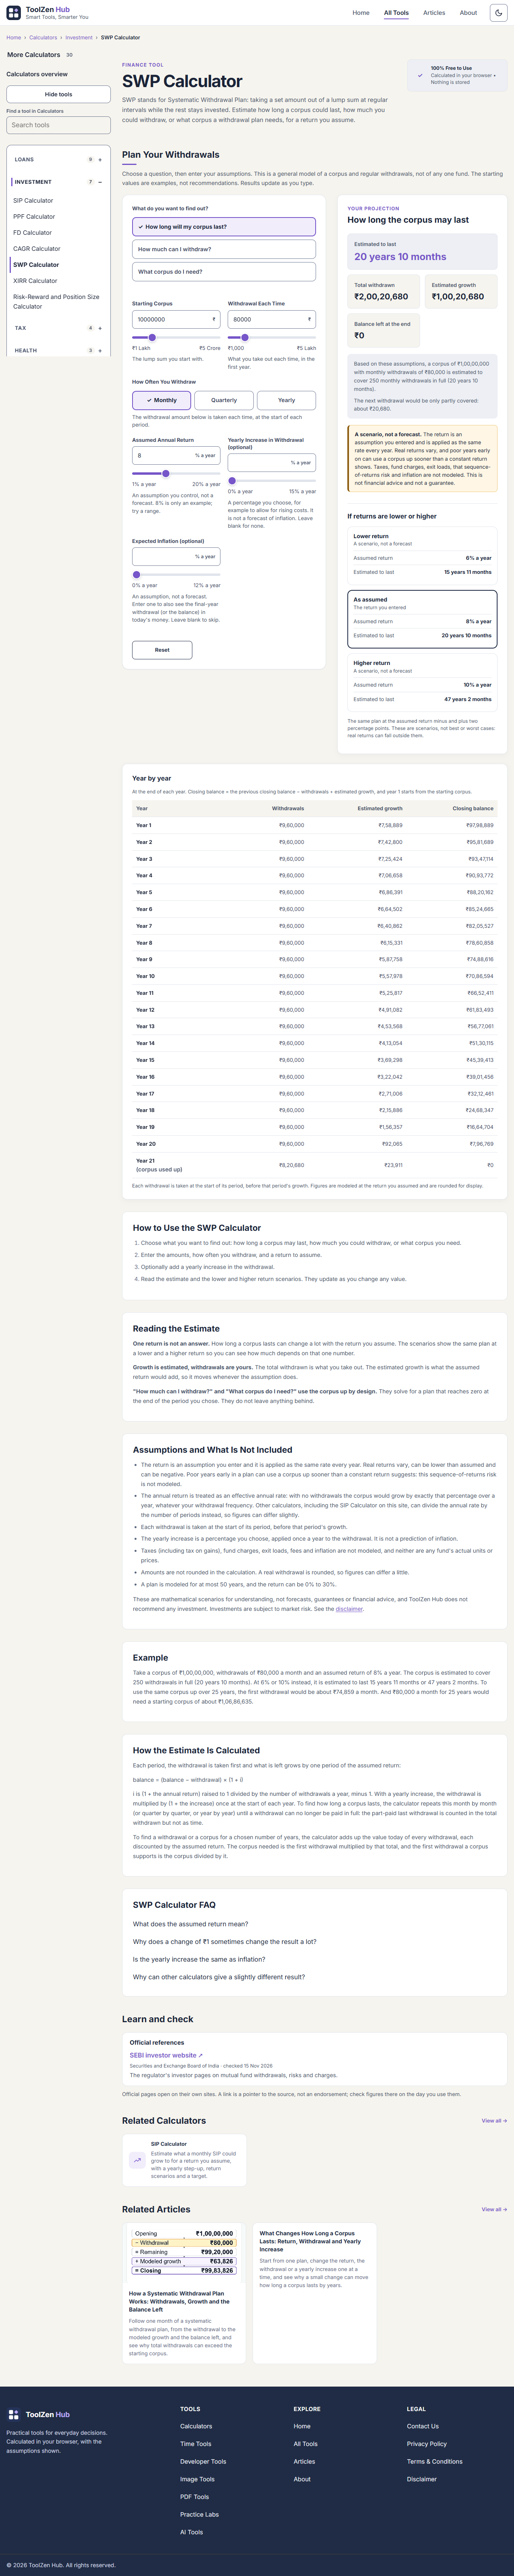 ToolZen Hub
Smart Tools, Smarter You
Home
All Tools
Articles
About
Home › Calculators › Investment › SWP Calculator
More Calculators 30
Calculators overview
Hide tools
Find a tool in Calculators
Search tools
LOANS 9 +
INVESTMENT 7 −
SIP Calculator
PPF Calculator
FD Calculator
CAGR Calculator
SWP Calculator
XIRR Calculator
Risk-Reward and Position Size
Calculator
TAX 4 +
HEALTH 3 +
FINANCE TOOL
SWP Calculator
SWP stands for Systematic Withdrawal Plan: taking a set amount out of a lump sum at regular
intervals while the rest stays invested. Estimate how long a corpus could last, how much you
could withdraw, or what corpus a withdrawal plan needs, for a return you assume.
✓
100% Free to Use
Calculated in your browser •
Nothing is stored
Plan Your Withdrawals
Choose a question, then enter your assumptions. This is a general model of a corpus and regular withdrawals, not of any one fund. The starting
values are examples, not recommendations. Results update as you type.
What do you want to find out?
✓ How long will my corpus last?
How much can I withdraw?
What corpus do I need?
Starting Corpus
10000000 ₹
₹1 Lakh ₹5 Crore
The lump sum you start with.
Withdrawal Each Time
80000 ₹
₹1,000 ₹5 Lakh
What you take out each time, in the
first year.
How Often You Withdraw
✓ Monthly
Quarterly
Yearly
The withdrawal amount below is taken each time, at the start of each
period.
Assumed Annual Return
8 % a year
1% a year 20% a year
An assumption you control, not a
forecast. 8% is only an example;
try a range.
Yearly Increase in Withdrawal
(optional)
% a year
0% a year 15% a year
A percentage you choose, for
example to allow for rising costs. It
is not a forecast of inflation. Leave
blank for none.
Expected Inflation (optional)
% a year
0% a year 12% a year
An assumption, not a forecast.
Enter one to also see the final-year
withdrawal (or the balance) in
today's money. Leave blank to skip.
Reset
YOUR PROJECTION
How long the corpus may last
Estimated to last
20 years 10 months
Total withdrawn
₹2,00,20,680
Estimated growth
₹1,00,20,680
Balance left at the end
₹0
Based on these assumptions, a corpus of ₹1,00,00,000
with monthly withdrawals of ₹80,000 is estimated to
cover 250 monthly withdrawals in full (20 years 10
months).
The next withdrawal would be only partly covered:
about ₹20,680.
A scenario, not a forecast. The return is an
assumption you entered and is applied as the same
rate every year. Real returns vary, and poor years early
on can use a corpus up sooner than a constant return
shows. Taxes, fund charges, exit loads, that sequence-
of-returns risk and inflation are not modeled. This is
not financial advice and not a guarantee.
If returns are lower or higher
Lower return
A scenario, not a forecast
Assumed return 6% a year
Estimated to last 15 years 11 months
As assumed
The return you entered
Assumed return 8% a year
Estimated to last 20 years 10 months
Higher return
A scenario, not a forecast
Assumed return 10% a year
Estimated to last 47 years 2 months
The same plan at the assumed return minus and plus two
percentage points. These are scenarios, not best or worst cases:
real returns can fall outside them.
Year by year
At the end of each year. Closing balance = the previous closing balance − withdrawals + estimated growth, and year 1 starts from the starting corpus.
Year Withdrawals Estimated growth Closing balance
Year 1 ₹9,60,000 ₹7,58,889 ₹97,98,889
Year 2 ₹9,60,000 ₹7,42,800 ₹95,81,689
Year 3 ₹9,60,000 ₹7,25,424 ₹93,47,114
Year 4 ₹9,60,000 ₹7,06,658 ₹90,93,772
Year 5 ₹9,60,000 ₹6,86,391 ₹88,20,162
Year 6 ₹9,60,000 ₹6,64,502 ₹85,24,665
Year 7 ₹9,60,000 ₹6,40,862 ₹82,05,527
Year 8 ₹9,60,000 ₹6,15,331 ₹78,60,858
Year 9 ₹9,60,000 ₹5,87,758 ₹74,88,616
Year 10 ₹9,60,000 ₹5,57,978 ₹70,86,594
Year 11 ₹9,60,000 ₹5,25,817 ₹66,52,411
Year 12 ₹9,60,000 ₹4,91,082 ₹61,83,493
Year 13 ₹9,60,000 ₹4,53,568 ₹56,77,061
Year 14 ₹9,60,000 ₹4,13,054 ₹51,30,115
Year 15 ₹9,60,000 ₹3,69,298 ₹45,39,413
Year 16 ₹9,60,000 ₹3,22,042 ₹39,01,456
Year 17 ₹9,60,000 ₹2,71,006 ₹32,12,461
Year 18 ₹9,60,000 ₹2,15,886 ₹24,68,347
Year 19 ₹9,60,000 ₹1,56,357 ₹16,64,704
Year 20 ₹9,60,000 ₹92,065 ₹7,96,769
Year 21
(corpus used up) ₹8,20,680 ₹23,911 ₹0
Each withdrawal is taken at the start of its period, before that period's growth. Figures are modeled at the return you assumed and are rounded for display.
How to Use the SWP Calculator
1. Choose what you want to find out: how long a corpus may last, how much you could withdraw, or what corpus you need.
2. Enter the amounts, how often you withdraw, and a return to assume.
3. Optionally add a yearly increase in the withdrawal.
4. Read the estimate and the lower and higher return scenarios. They update as you change any value.
Reading the Estimate
One return is not an answer. How long a corpus lasts can change a lot with the return you assume. The scenarios show the same plan at
a lower and a higher return so you can see how much depends on that one number.
Growth is estimated, withdrawals are yours. The total withdrawn is what you take out. The estimated growth is what the assumed
return would add, so it moves whenever the assumption does.
"How much can I withdraw?" and "What corpus do I need?" use the corpus up by design. They solve for a plan that reaches zero at
the end of the period you chose. They do not leave anything behind.
Assumptions and What Is Not Included
• The return is an assumption you enter and it is applied as the same rate every year. Real returns vary, can be lower than assumed and
can be negative. Poor years early in a plan can use a corpus up sooner than a constant return suggests: this sequence-of-returns risk
is not modeled.
• The annual return is treated as an effective annual rate: with no withdrawals the corpus would grow by exactly that percentage over a
year, whatever your withdrawal frequency. Other calculators, including the SIP Calculator on this site, can divide the annual rate by
the number of periods instead, so figures can differ slightly.
• Each withdrawal is taken at the start of its period, before that period's growth.
• The yearly increase is a percentage you choose, applied once a year to the withdrawal. It is not a prediction of inflation.
• Taxes (including tax on gains), fund charges, exit loads, fees and inflation are not modeled, and neither are any fund's actual units or
prices.
• Amounts are not rounded in the calculation. A real withdrawal is rounded, so figures can differ a little.
• A plan is modeled for at most 50 years, and the return can be 0% to 30%.
These are mathematical scenarios for understanding, not forecasts, guarantees or financial advice, and ToolZen Hub does not
recommend any investment. Investments are subject to market risk. See the disclaimer.
Example
Take a corpus of ₹1,00,00,000, withdrawals of ₹80,000 a month and an assumed return of 8% a year. The corpus is estimated to cover
250 withdrawals in full (20 years 10 months). At 6% or 10% instead, it is estimated to last 15 years 11 months or 47 years 2 months. To
use the same corpus up over 25 years, the first withdrawal would be about ₹74,859 a month. And ₹80,000 a month for 25 years would
need a starting corpus of about ₹1,06,86,635.
How the Estimate Is Calculated
Each period, the withdrawal is taken first and what is left grows by one period of the assumed return:
balance = (balance − withdrawal) × (1 + i)
i is (1 + the annual return) raised to 1 divided by the number of withdrawals a year, minus 1. With a yearly increase, the withdrawal is
multiplied by (1 + the increase) once at the start of each year. To find how long a corpus lasts, the calculator repeats this month by month
(or quarter by quarter, or year by year) until a withdrawal can no longer be paid in full: the part-paid last withdrawal is counted in the total
withdrawn but not as time.
To find a withdrawal or a corpus for a chosen number of years, the calculator adds up the value today of every withdrawal, each
discounted by the assumed return. The corpus needed is the first withdrawal multiplied by that number, and the first withdrawal a corpus
supports is the corpus divided by it.
SWP Calculator FAQ
What does the assumed return mean?
Why does a change of ₹1 sometimes change the result a lot?
Is the yearly increase the same as inflation?
Why can other calculators give a slightly different result?
Learn and check
Official references
SEBI investor website ↗
Securities and Exchange Board of India · checked 15 Nov 2026
The regulator's investor pages on mutual fund withdrawals, risks and charges.
Official pages open on their own sites. A link is a pointer to the source, not an endorsement; check figures there on the day you use them.
Related Calculators
View all →
SIP Calculator
Estimate what a monthly SIP could
grow to for a return you assume,
with a yearly step-up, return
scenarios and a target.
Related Articles
View all →
Opening ₹1,00,00,000
− Withdrawal ₹80,000
= Remaining ₹99,20,000
+ Modeled growth ₹63,826
= Closing ₹99,83,826
How a Systematic Withdrawal Plan
Works: Withdrawals, Growth and the
Balance Left
Follow one month of a systematic
withdrawal plan, from the withdrawal to the
modeled growth and the balance left, and
see why total withdrawals can exceed the
starting corpus.
What Changes How Long a Corpus
Lasts: Return, Withdrawal and Yearly
Increase
Start from one plan, change the return, the
withdrawal or a yearly increase one at a
time, and see why a small change can move
how long a corpus lasts by years.
ToolZen Hub
Practical tools for everyday decisions.
Calculated in your browser, with the
assumptions shown.
TOOLS
Calculators
Time Tools
Developer Tools
Image Tools
PDF Tools
Practice Labs
AI Tools
EXPLORE
Home
All Tools
Articles
About
LEGAL
Contact Us
Privacy Policy
Terms & Conditions
Disclaimer
© 2026 ToolZen Hub. All rights reserved.